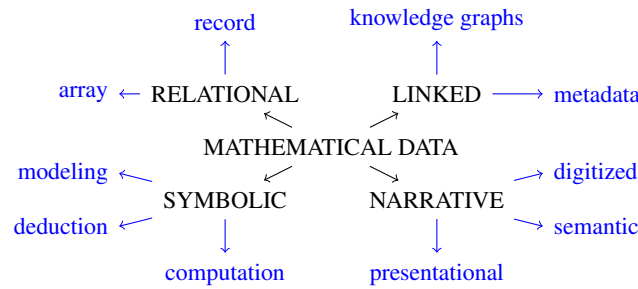 record
knowledge graphs
array
RELATIONAL
LINKED
metadata
MATHEMATICAL DATA
modeling
digitized
SYMBOLIC
NARRATIVE
deduction
semantic
computation
presentational